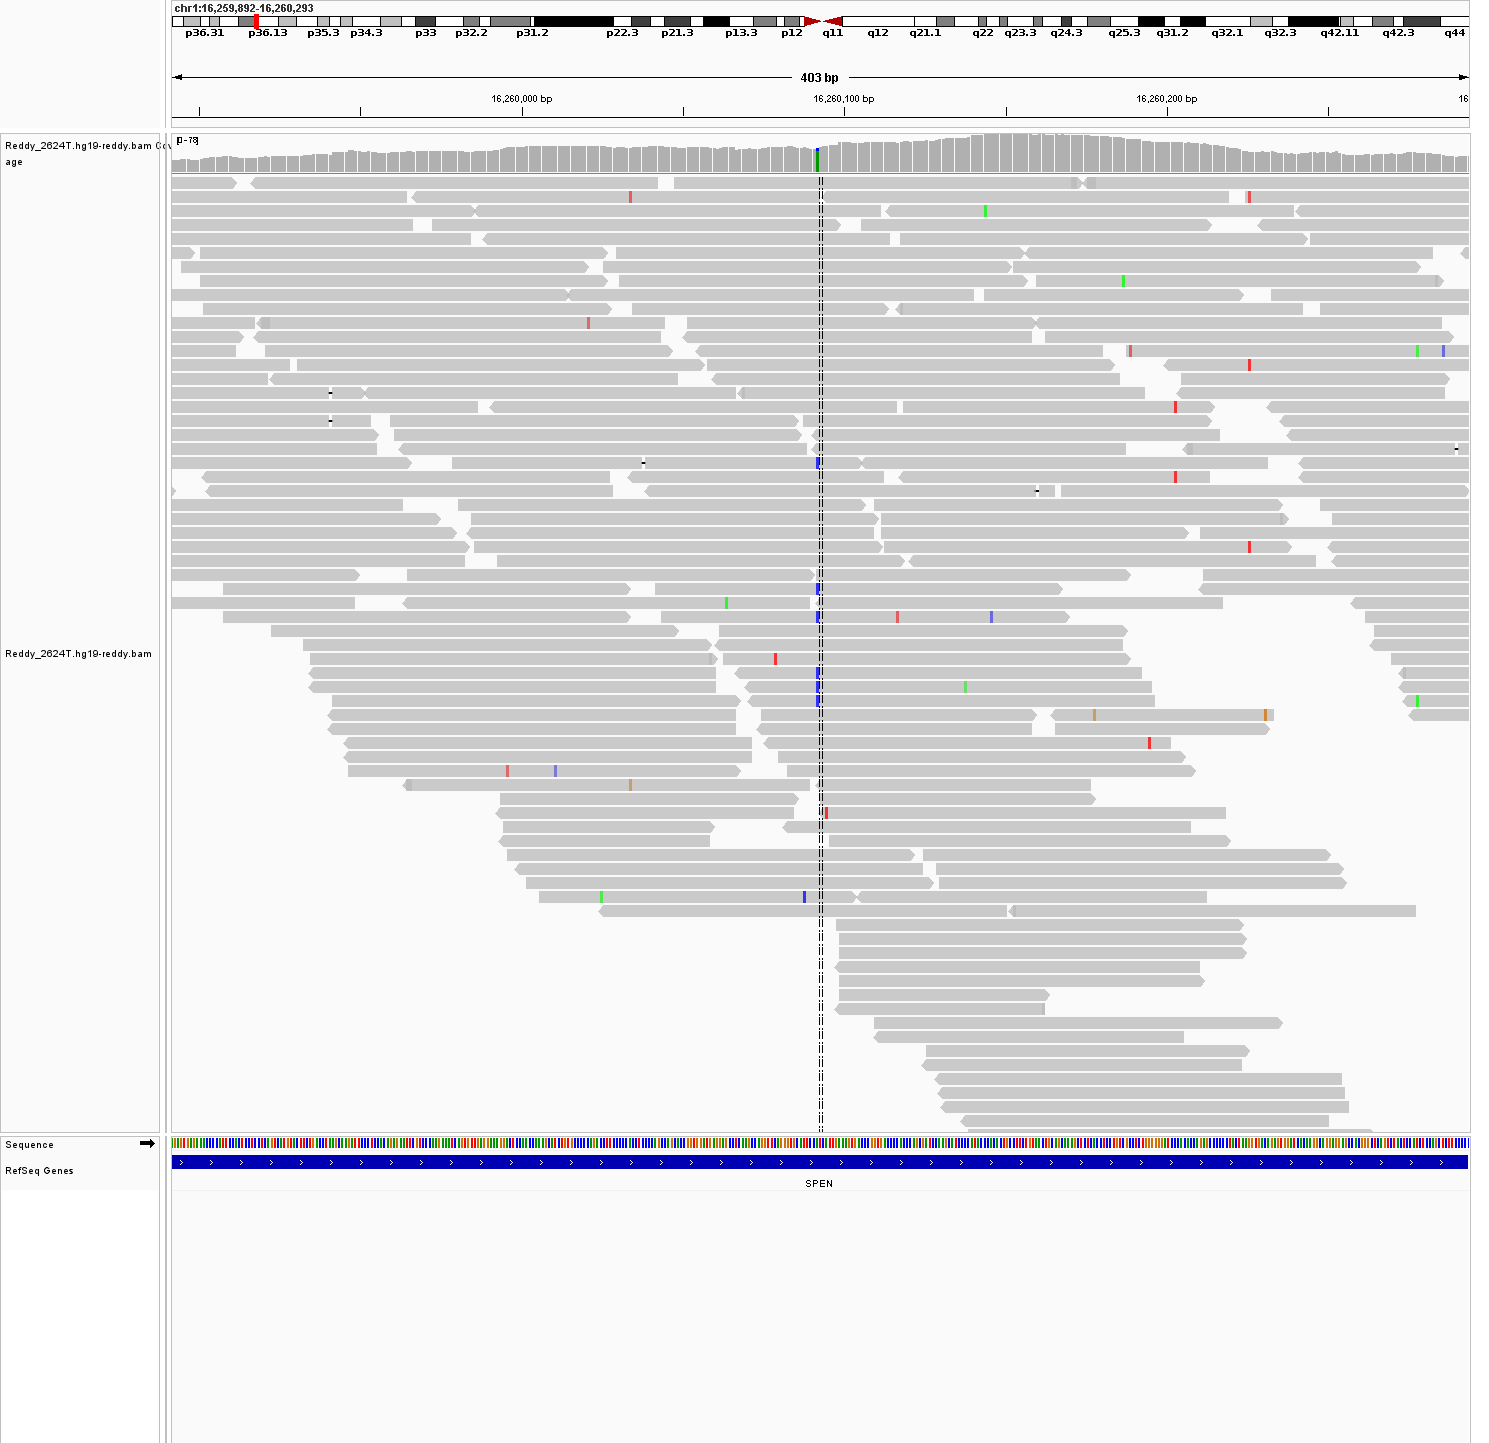 chr1:16,259,892-16,260,293
p36.31 p36.13 p35.3 p34.3 p33 p32.2 p31.2 p22.3 p21.3 p13.3 p12 q11 q12 q21.1 q22 q23.3 q24.3 q25.3 q31.2 q32.1 q32.3 q42.11 q42.3 q44
403 bp
16,260,000 bp 16,260,100 bp 16,260,200 bp 16
Reddy_2624T.hg19-reddy.bam Cov
age
[0 - 78]
Reddy_2624T.hg19-reddy.bam
Sequence
RefSeq Genes
SPEN